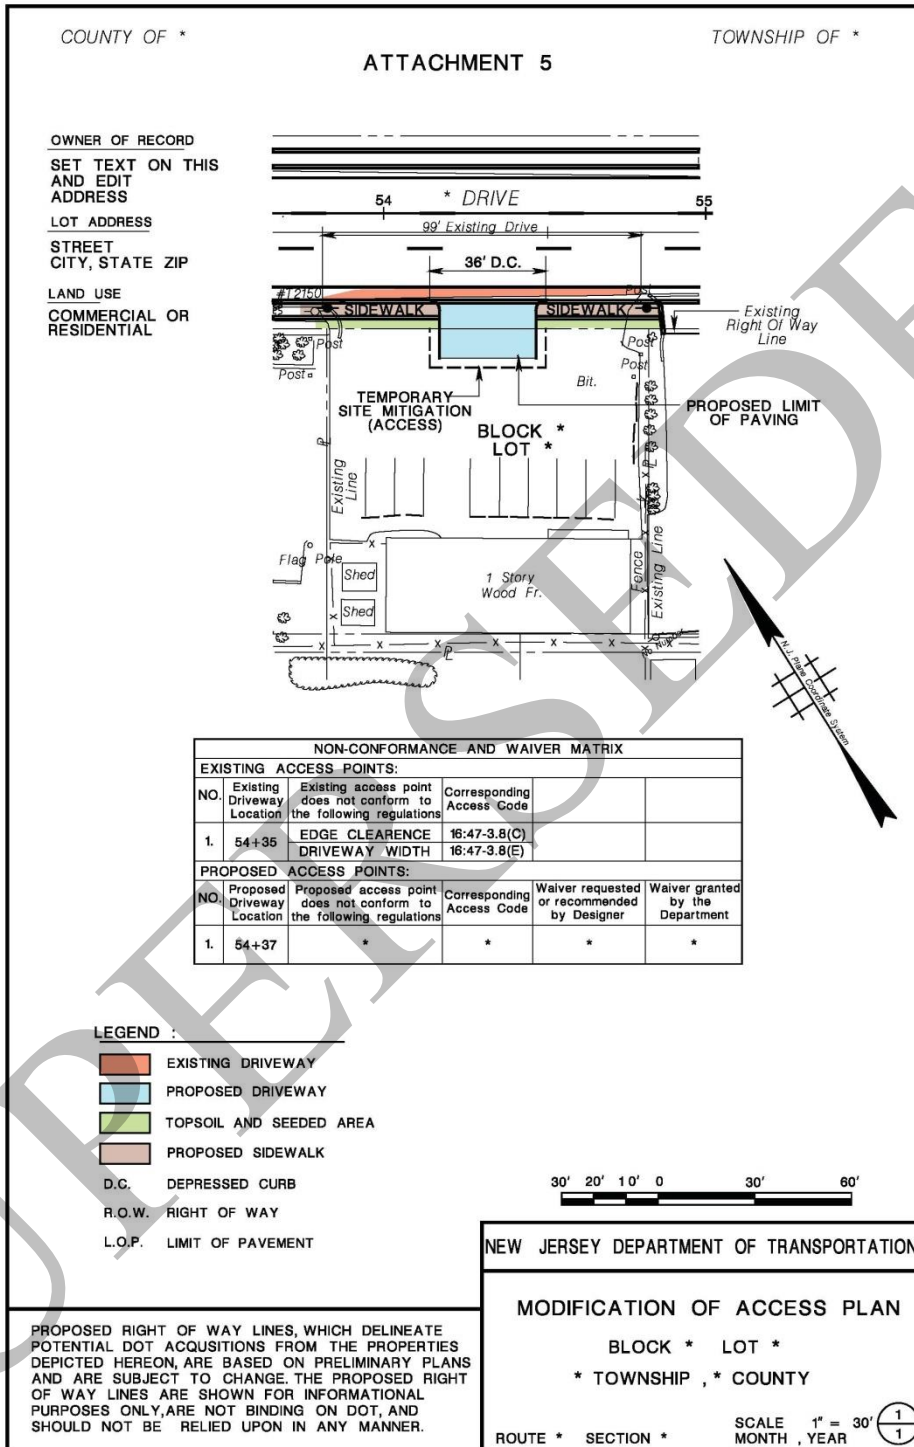 COUNTY OF *
TOWNSHIP OF *
ATTACHMENT 5
OWNER OF RECORD
SET TEXT ON THIS
AND EDIT
ADDRESS
LOT ADDRESS
STREET
CITY, STATE ZIP
LAND USE
COMMERCIAL OR
RESIDENTIAL
54
* DRIVE
55
99' Existing Drive
36' D.C.
#T2150
Post
SIDEWALK
SIDEWALK
Existing
Right Of Way
Line
Post
Post
Post
Post
Bit.
TEMPORARY
SITE MITIGATION
(ACCESS)
PROPOSED LIMIT
OF PAVING
BLOCK *
LOT *
PL
PL
Existing
Line
Flag Pole
Shed
1 Story
Wood Fr.
Fence
Existing Line
Shed
PL
N.J. Plane Coordinate System
NON-CONFORMANCE AND WAIVER MATRIX
EXISTING ACCESS POINTS:
NO. Existing Driveway Location Existing access point does not conform to the following regulations Corresponding Access Code
1. 54+35 EDGE CLEARENCE 16:47-3.8(C)
DRIVEWAY WIDTH 16:47-3.8(E)
PROPOSED ACCESS POINTS:
NO. Proposed Driveway Location Proposed access point does not conform to the following regulations Corresponding Access Code Waiver requested or recommended by Designer Waiver granted by the Department
1. 54+37 * * * *
LEGEND :
EXISTING DRIVEWAY
PROPOSED DRIVEWAY
TOPSOIL AND SEEDED AREA
PROPOSED SIDEWALK
D.C. DEPRESSED CURB
R.O.W. RIGHT OF WAY
L.O.P. LIMIT OF PAVEMENT
30' 20' 10' 0 30' 60'
NEW JERSEY DEPARTMENT OF TRANSPORTATION
MODIFICATION OF ACCESS PLAN
BLOCK * LOT *
* TOWNSHIP , * COUNTY
ROUTE * SECTION *
SCALE 1" = 30'
MONTH , YEAR
1
1
PROPOSED RIGHT OF WAY LINES, WHICH DELINEATE
POTENTIAL DOT ACQUSITIONS FROM THE PROPERTIES
DEPICTED HEREON, ARE BASED ON PRELIMINARY PLANS
AND ARE SUBJECT TO CHANGE. THE PROPOSED RIGHT
OF WAY LINES ARE SHOWN FOR INFORMATIONAL
PURPOSES ONLY, ARE NOT BINDING ON DOT, AND
SHOULD NOT BE RELIED UPON IN ANY MANNER.
UPERSEDE